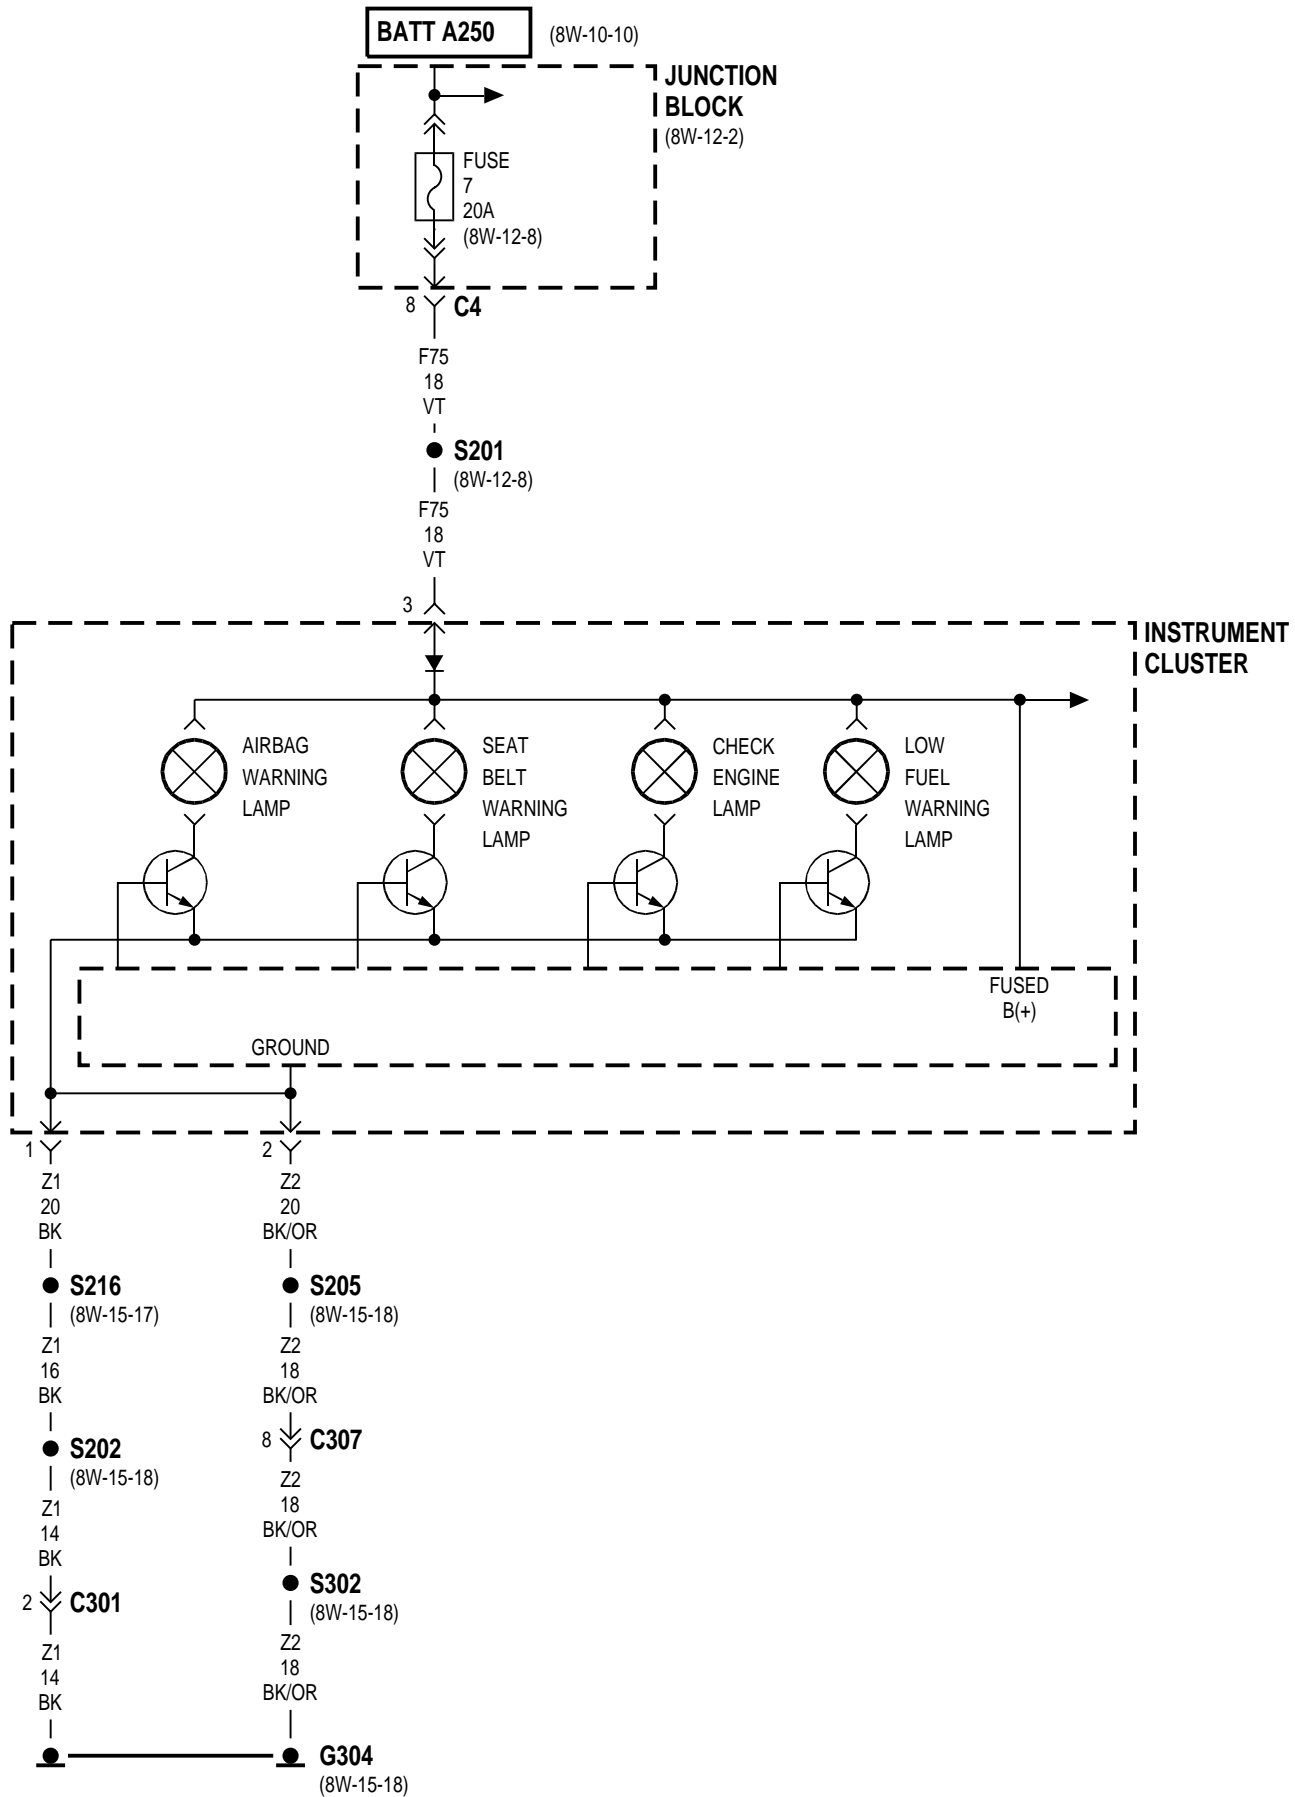 BATT A250
(8W-10-10)
JUNCTION
BLOCK
(8W-12-2)
FUSE
7
20A
(8W-12-8)
8
C4
F75
18
VT
S201
(8W-12-8)
F75
18
VT
3
INSTRUMENT
CLUSTER
AIRBAG
WARNING
LAMP
SEAT
BELT
WARNING
LAMP
CHECK
ENGINE
LAMP
LOW
FUEL
WARNING
LAMP
FUSED
B(+)
GROUND
1
2
Z1
20
BK
Z2
20
BK/OR
S216
(8W-15-17)
S205
(8W-15-18)
Z1
16
BK
Z2
18
BK/OR
S202
(8W-15-18)
8
C307
Z1
14
BK
Z2
18
BK/OR
2
C301
S302
(8W-15-18)
Z1
14
BK
Z2
18
BK/OR
G304
(8W-15-18)